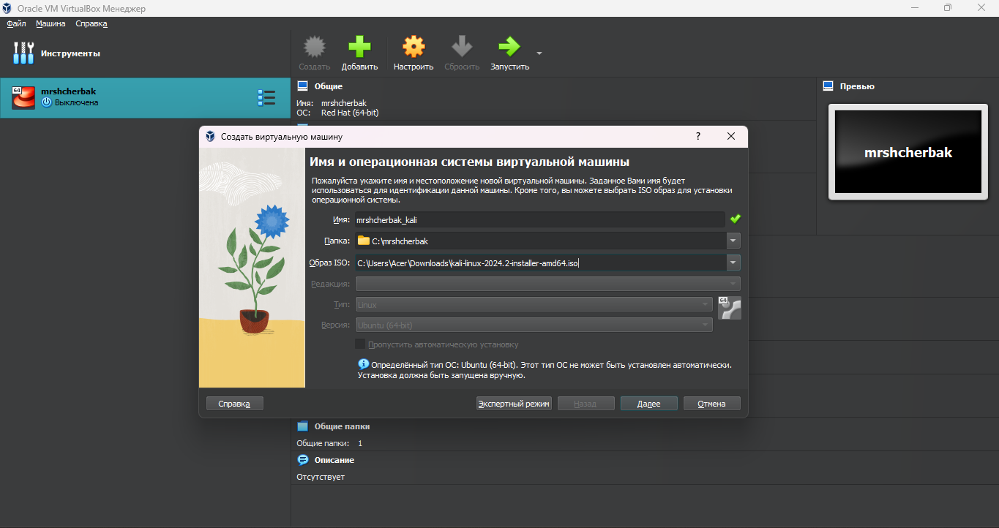 Oracle VM VirtualBox Менеджер
Файл Машина Справка
Инструменты
Создать Добавить Настроить Сбросить Запустить
64
mrshcherbak
Выключена
Общие
Имя: mrshcherbak
ОС: Red Hat (64-bit)
Превью
mrshcherbak
Создать виртуальную машину
?
Имя и операционная системы виртуальной машины
Пожалуйста укажите имя и местоположение новой виртуальной машины. Заданное Вами имя будет
использоваться для идентификации данной машины. Кроме того, вы можете выбрать ISO образ для установки
операционной системы.
Имя: mrshcherbak_kali
Папка: C:\mrshcherbak
Образ ISO: C:\Users\Acer\Downloads\kali-linux-2024.2-installer-amd64.iso
Редакция:
Тип: Linux
64
Версия: Ubuntu (64-bit)
Пропустить автоматическую установку
Определённый тип ОС: Ubuntu (64-bit). Этот тип ОС не может быть установлен автоматически.
Установка должна быть запущена вручную.
Справка Экспертный режим Назад Далее Отмена
Общие папки
Общие папки: 1
Описание
Отсутствует